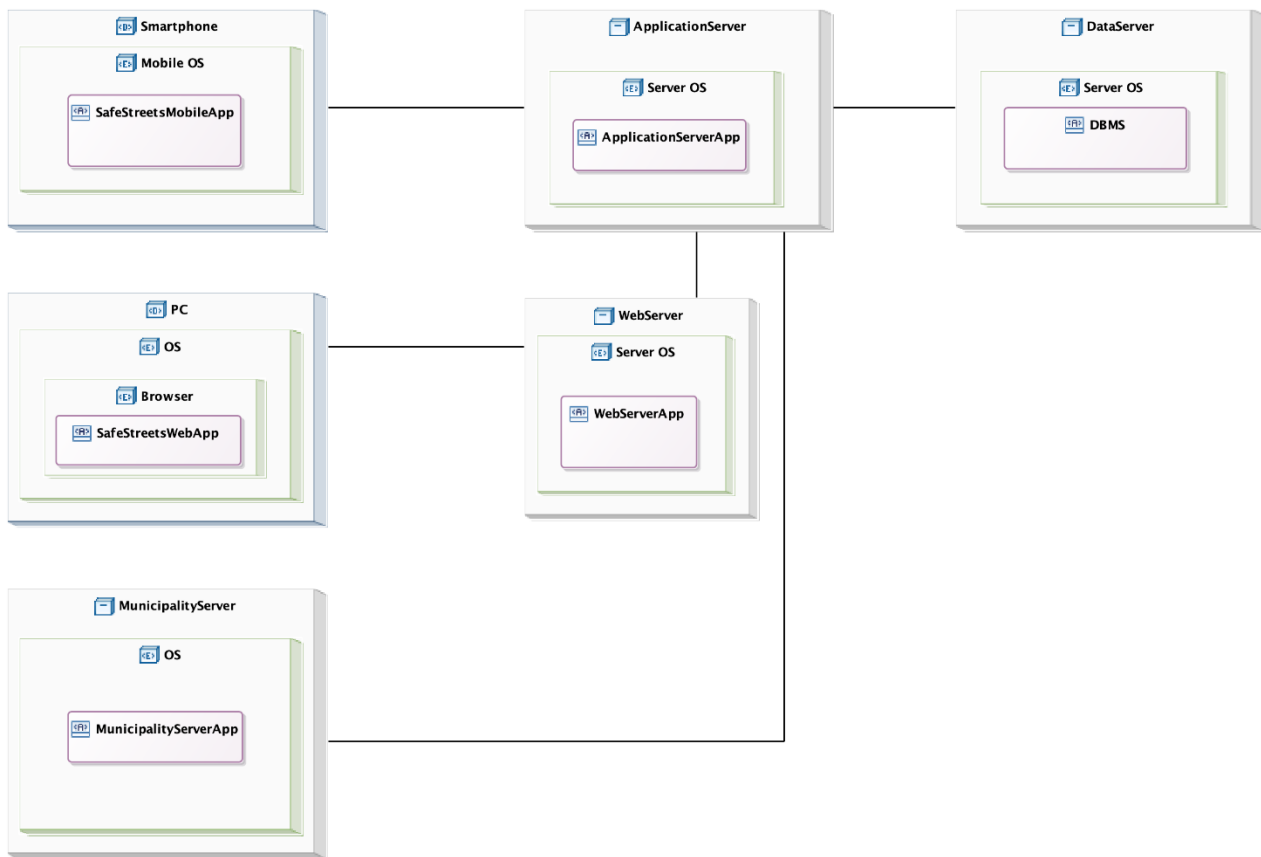 <D> Smartphone
<E> Mobile OS
<A> SafeStreetsMobileApp
ApplicationServer
<E> Server OS
<A> ApplicationServerApp
DataServer
<E> Server OS
<A> DBMS
<D> PC
<E> OS
<E> Browser
<A> SafeStreetsWebApp
WebServer
<E> Server OS
<A> WebServerApp
MunicipalityServer
<E> OS
<A> MunicipalityServerApp